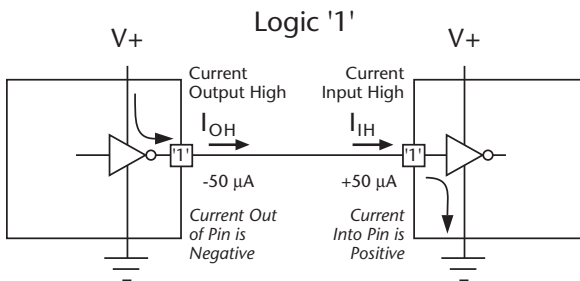 Logic '1'
V+
V+
Current
Output High
Current
Input High
I_OH
I_IH
'1'
'1'
-50 µA
+50 µA
Current Out
of Pin is
Negative
Current
Into Pin is
Positive